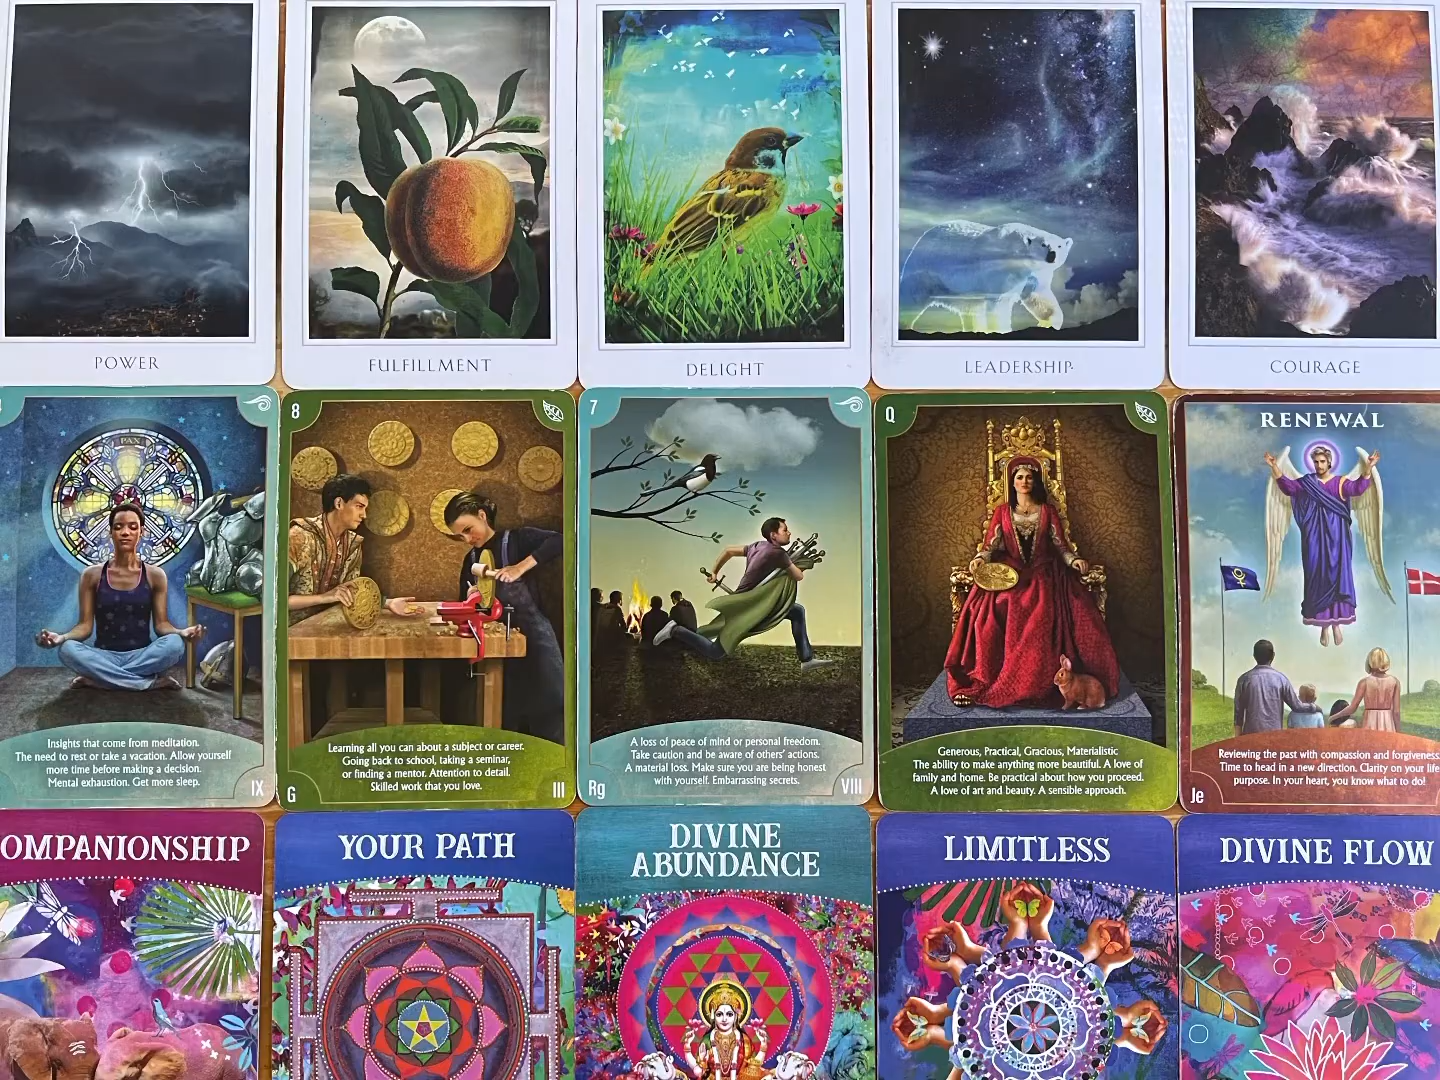 POWER
FULFILLMENT
DELIGHT
LEADERSHIP
COURAGE
PAX
Insights that come from meditation.
The need to rest or take a vacation. Allow yourself
more time before making a decision.
Mental exhaustion. Get more sleep.
IX
8
Learning all you can about a subject or career.
Going back to school, taking a seminar,
or finding a mentor. Attention to detail.
Skilled work that you love.
G
III
7
A loss of peace of mind or personal freedom.
Take caution and be aware of others' actions.
A material loss. Make sure you are being honest
with yourself. Embarrassing secrets.
Rg
VIII
Q
Generous, Practical, Gracious, Materialistic
The ability to make anything more beautiful. A love of
family and home. Be practical about how you proceed.
A love of art and beauty. A sensible approach.
RENEWAL
Reviewing the past with compassion and forgiveness.
Time to head in a new direction. Clarity on your life
purpose. In your heart, you know what to do!
Je
OMPANIONSHIP
YOUR PATH
DIVINE
ABUNDANCE
LIMITLESS
DIVINE FLOW